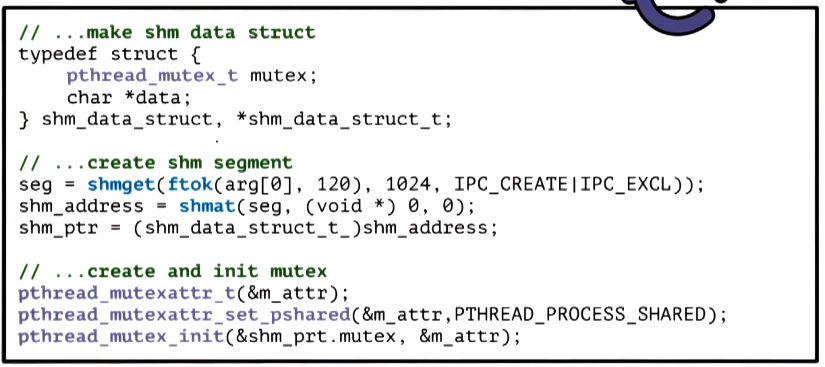 // ...make shm data struct
typedef struct {
pthread_mutex_t mutex;
char *data;
} shm_data_struct, *shm_data_struct_t;
// ...create shm segment
seg = shmget(ftok(arg[0], 120), 1024, IPC_CREATE|IPC_EXCL));
shm_address = shmat(seg, (void *) 0, 0);
shm_ptr = (shm_data_struct_t_)shm_address;
// ...create and init mutex
pthread_mutexattr_t(&m_attr);
pthread_mutexattr_set_pshared(&m_attr,PTHREAD_PROCESS_SHARED);
pthread_mutex_init(&shm_prt.mutex, &m_attr);